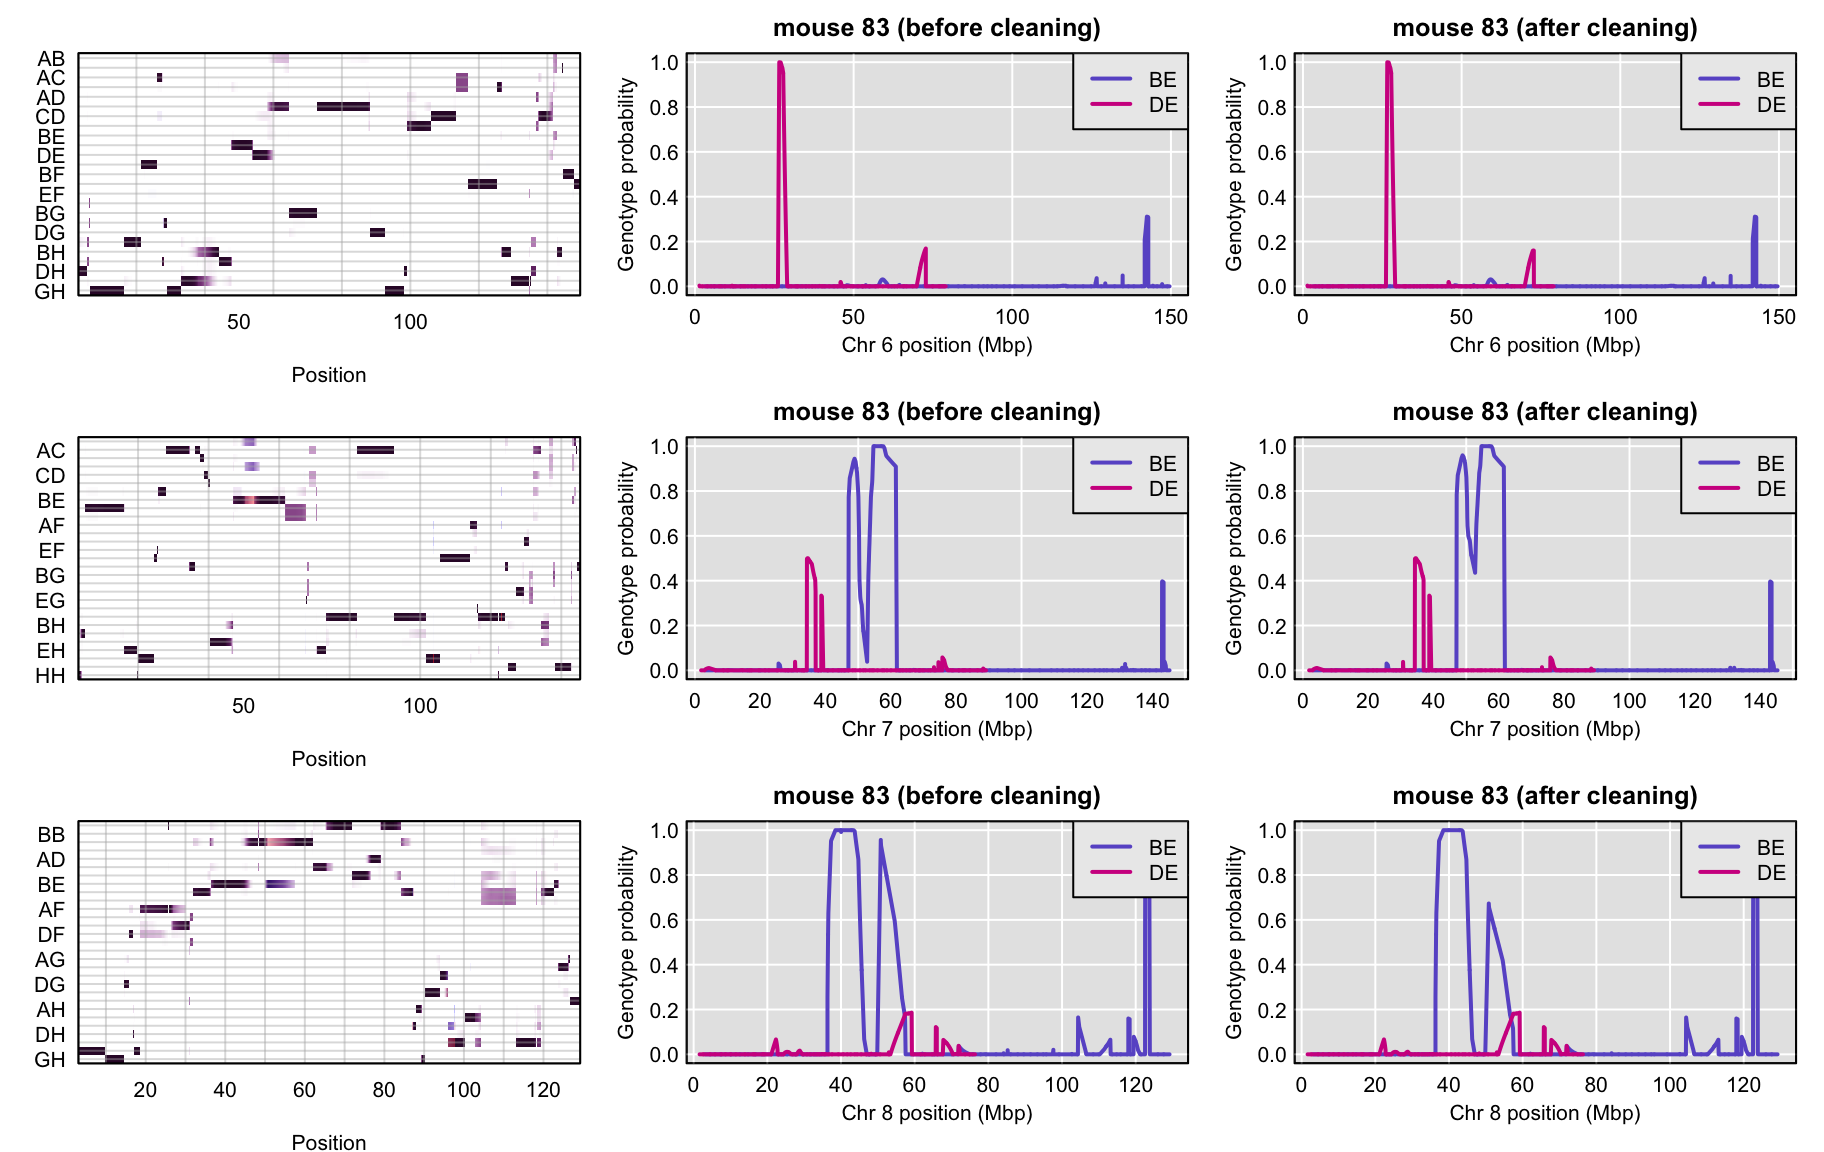 AB
AC
AD
CD
BE
DE
BF
EF
BG
DG
BH
DH
GH
50 100
Position
mouse 83 (before cleaning)
Genotype probability
1.0
0.8
0.6
0.4
0.2
0.0
BE
DE
0 50 100 150
Chr 6 position (Mbp)
mouse 83 (after cleaning)
Genotype probability
1.0
0.8
0.6
0.4
0.2
0.0
BE
DE
0 50 100 150
Chr 6 position (Mbp)
AC
CD
BE
AF
EF
BG
EG
BH
EH
HH
50 100
Position
mouse 83 (before cleaning)
Genotype probability
1.0
0.8
0.6
0.4
0.2
0.0
BE
DE
0 20 40 60 80 100 120 140
Chr 7 position (Mbp)
mouse 83 (after cleaning)
Genotype probability
1.0
0.8
0.6
0.4
0.2
0.0
BE
DE
0 20 40 60 80 100 120 140
Chr 7 position (Mbp)
BB
AD
BE
AF
DF
AG
DG
AH
DH
GH
20 40 60 80 100 120
Position
mouse 83 (before cleaning)
Genotype probability
1.0
0.8
0.6
0.4
0.2
0.0
BE
DE
0 20 40 60 80 100 120
Chr 8 position (Mbp)
mouse 83 (after cleaning)
Genotype probability
1.0
0.8
0.6
0.4
0.2
0.0
BE
DE
0 20 40 60 80 100 120
Chr 8 position (Mbp)